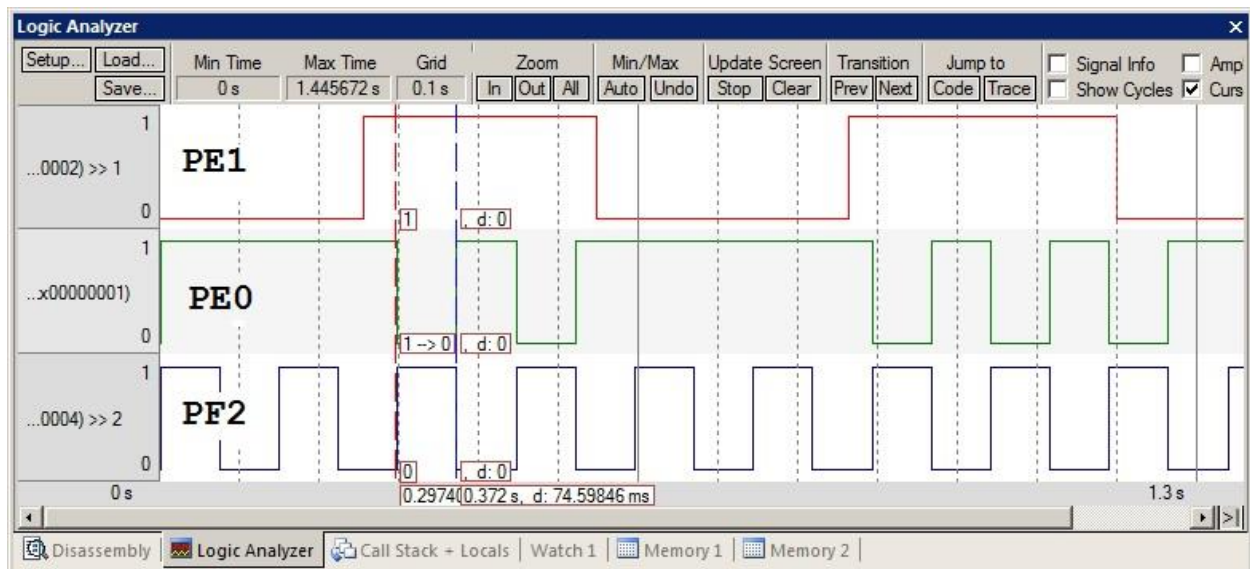 Logic Analyzer
Setup... Load... Min Time Max Time Grid Zoom Min/Max Update Screen Transition Jump to Signal Info Amp
Save... 0 s 1.445672 s 0.1 s In Out All Auto Undo Stop Clear Prev Next Code Trace Show Cycles Curs
1
...0002) >> 1 PE1
0 1 , d: 0
1
...x00000001) PE0
0 1 --> 0 , d: 0
1
...0004) >> 2 PF2
0 0 , d: 0
0 s 0.29740 0.372 s, d: 74.59846 ms 1.3 s
Disassembly Logic Analyzer Call Stack + Locals Watch 1 Memory 1 Memory 2